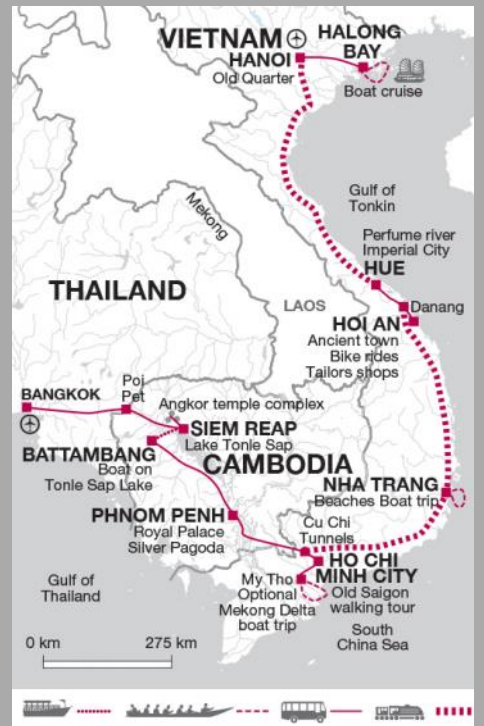 VIETNAM
HANOI
Old Quarter
HALONG
BAY
Boat cruise
Gulf of
Tonkin
Mekong
Perfume river
Imperial City
HUE
THAILAND
LAOS
Danang
HOI AN
Ancient town
Bike rides
Tailors shops
BANGKOK
Poi
Pet
Angkor temple complex
SIEM REAP
Lake Tonle Sap
BATTAMBANG
Boat on
Tonle Sap Lake
CAMBODIA
NHA TRANG
Beaches Boat trip
PHNOM PENH
Royal Palace
Silver Pagoda
Cu Chi
Tunnels
HO CHI
MINH CITY
Old Saigon
walking tour
My Tho
Optional
Mekong Delta
boat trip
Gulf of
Thailand
South
China Sea
0 km
275 km